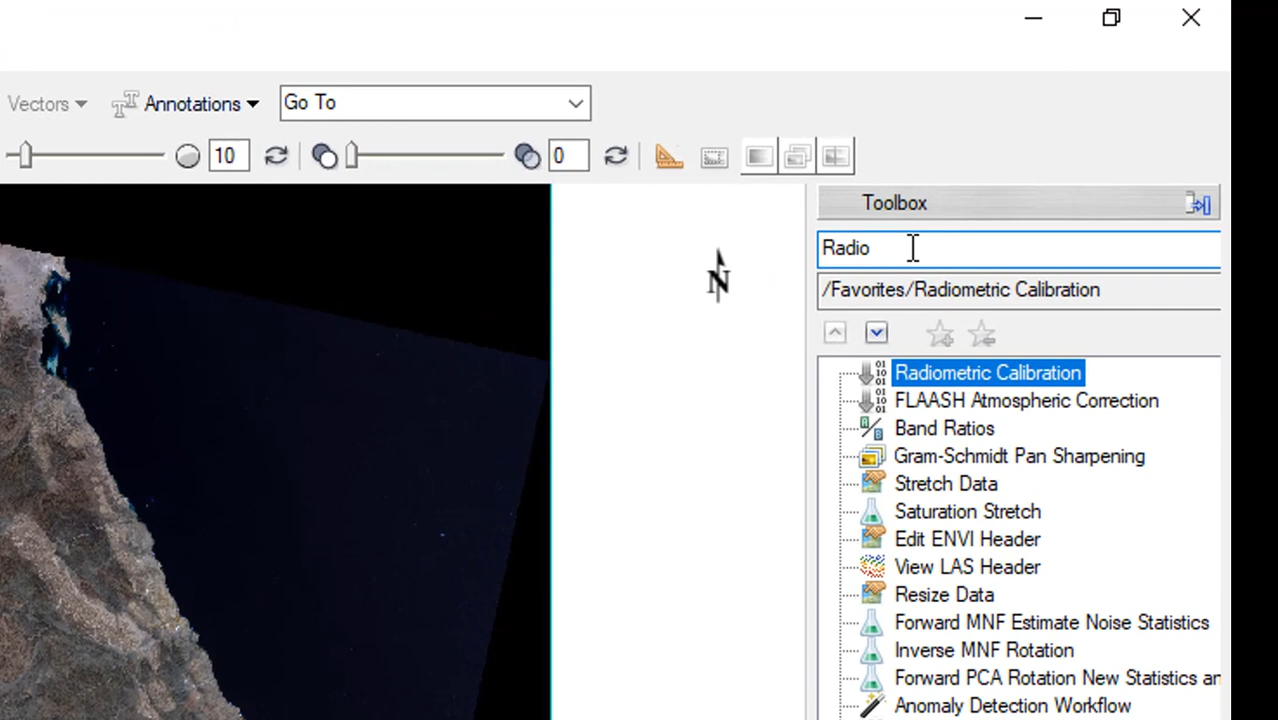 Vectors
Annotations
Go To
10
0
Toolbox
Radio
/Favorites/Radiometric Calibration
N
Radiometric Calibration
FLAASH Atmospheric Correction
Band Ratios
Gram-Schmidt Pan Sharpening
Stretch Data
Saturation Stretch
Edit ENVI Header
View LAS Header
Resize Data
Forward MNF Estimate Noise Statistics
Inverse MNF Rotation
Forward PCA Rotation New Statistics an
Anomaly Detection Workflow